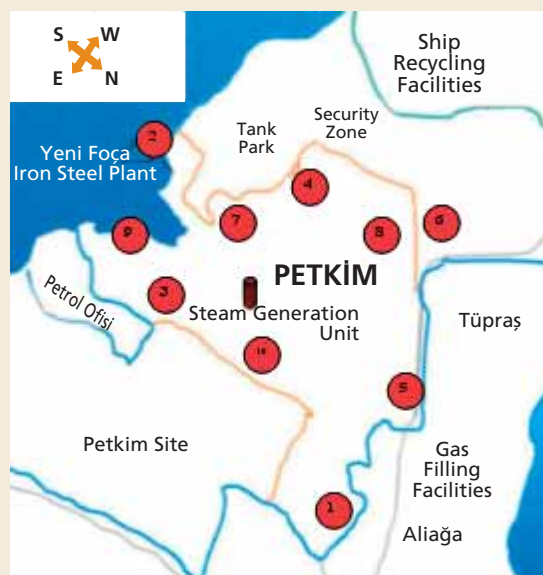 S W
E N
Ship
Recycling
Facilities
Security
Zone
Tank
Park
Yeni Foça
Iron Steel Plant
2
4
7
8
6
9
3
PETKİM
Steam Generation
Unit
Petrol Ofisi
Tüpraş
10
5
Petkim Site
Gas
Filling
Facilities
1
Aliağa